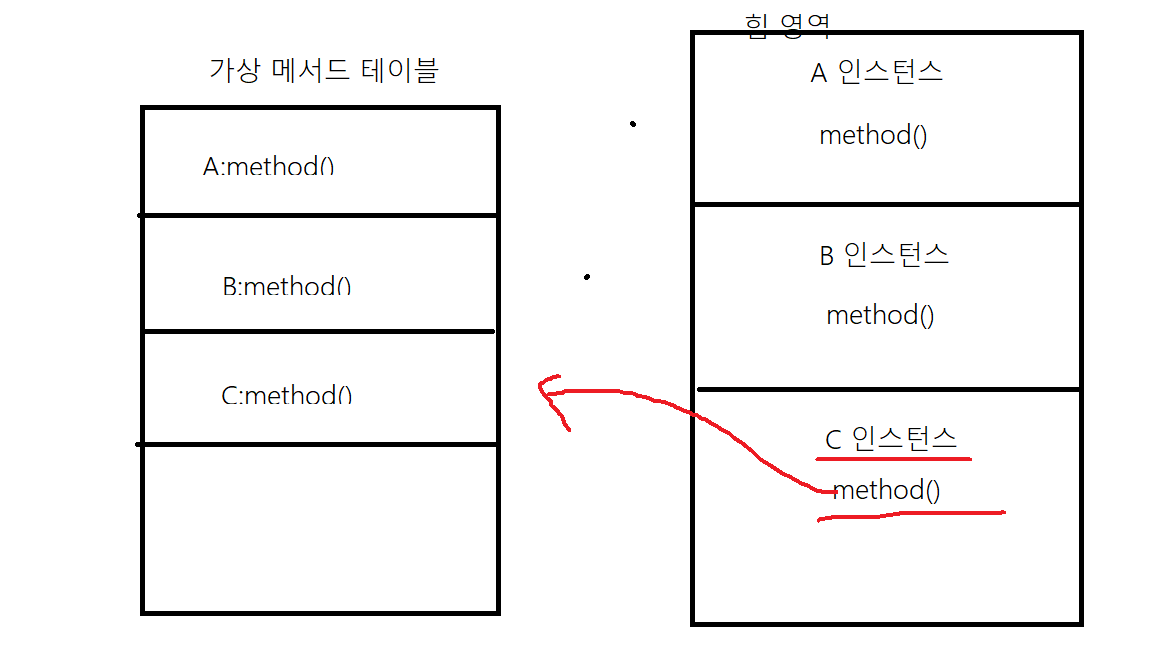 가상 메서드 테이블
A:method()
B:method()
C:method()
힙 영역
A 인스턴스
method()
B 인스턴스
method()
C 인스턴스
method()